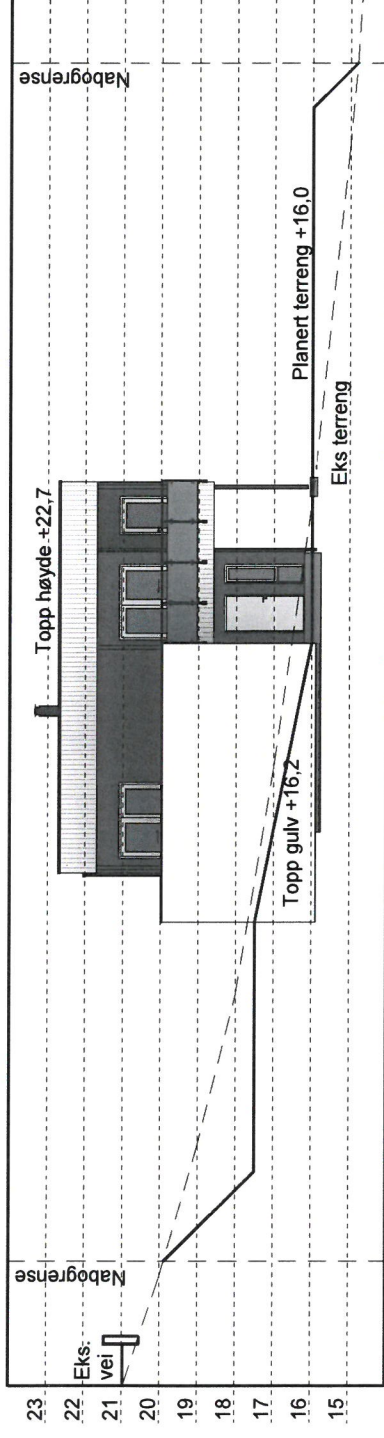 Nabogrense
Planert terreng +16,0
Eks terreng
Topp høyde +22,7
Topp gulv +16,2
Nabogrense
Eks.
vei
23
22
21
20
19
18
17
16
15